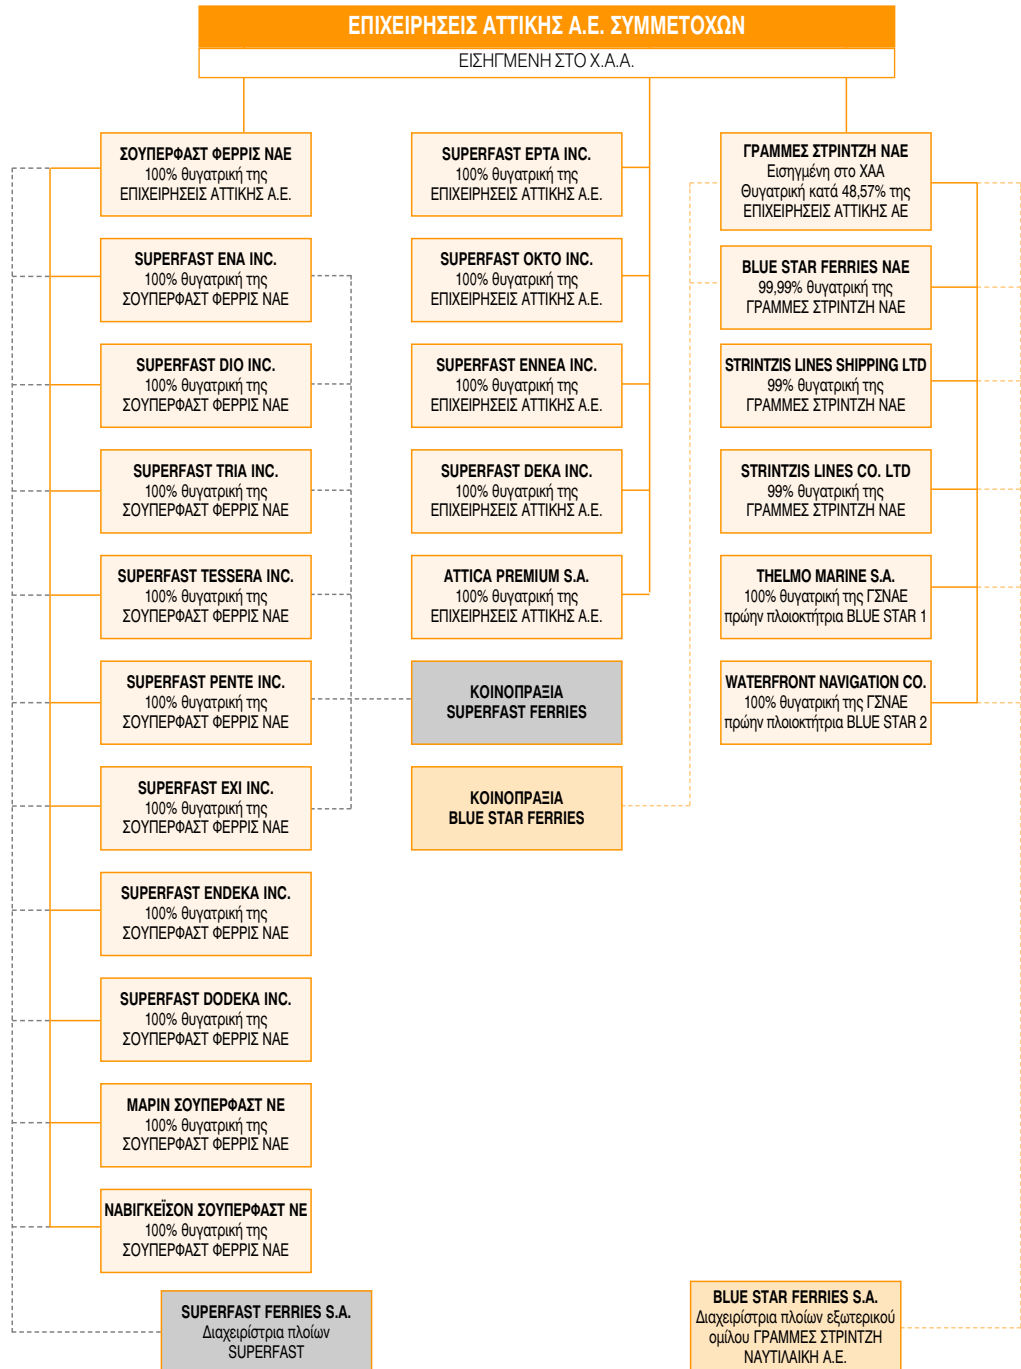 ΕΠΙΧΕΙΡΗΣΕΙΣ ΑΤΤΙΚΗΣ Α.Ε. ΣΥΜΜΕΤΟΧΩΝ
ΕΙΣΗΓΜΕΝΗ ΣΤΟ Χ.Α.Α.
ΣΟΥΠΕΡΦΑΣΤ ΦΕΡΡΙΣ ΝΑΕ
100% θυγατρική της
ΕΠΙΧΕΙΡΗΣΕΙΣ ΑΤΤΙΚΗΣ Α.Ε.
SUPERFAST ENA INC.
100% θυγατρική της
ΣΟΥΠΕΡΦΑΣΤ ΦΕΡΡΙΣ ΝΑΕ
SUPERFAST DIO INC.
100% θυγατρική της
ΣΟΥΠΕΡΦΑΣΤ ΦΕΡΡΙΣ ΝΑΕ
SUPERFAST TRIA INC.
100% θυγατρική της
ΣΟΥΠΕΡΦΑΣΤ ΦΕΡΡΙΣ ΝΑΕ
SUPERFAST TESSERA INC.
100% θυγατρική της
ΣΟΥΠΕΡΦΑΣΤ ΦΕΡΡΙΣ ΝΑΕ
SUPERFAST PENTE INC.
100% θυγατρική της
ΣΟΥΠΕΡΦΑΣΤ ΦΕΡΡΙΣ ΝΑΕ
SUPERFAST EXI INC.
100% θυγατρική της
ΣΟΥΠΕΡΦΑΣΤ ΦΕΡΡΙΣ ΝΑΕ
SUPERFAST ENDEKA INC.
100% θυγατρική της
ΣΟΥΠΕΡΦΑΣΤ ΦΕΡΡΙΣ ΝΑΕ
SUPERFAST DODEKA INC.
100% θυγατρική της
ΣΟΥΠΕΡΦΑΣΤ ΦΕΡΡΙΣ ΝΑΕ
ΜΑΡΙΝ ΣΟΥΠΕΡΦΑΣΤ ΝΕ
100% θυγατρική της
ΣΟΥΠΕΡΦΑΣΤ ΦΕΡΡΙΣ ΝΑΕ
ΝΑΒΙΓΚΕΪΣΟΝ ΣΟΥΠΕΡΦΑΣΤ ΝΕ
100% θυγατρική της
ΣΟΥΠΕΡΦΑΣΤ ΦΕΡΡΙΣ ΝΑΕ
SUPERFAST FERRIES S.A.
Διαχειρίστρια πλοίων
SUPERFAST
SUPERFAST EPTA INC.
100% θυγατρική της
ΕΠΙΧΕΙΡΗΣΕΙΣ ΑΤΤΙΚΗΣ Α.Ε.
SUPERFAST OKTO INC.
100% θυγατρική της
ΕΠΙΧΕΙΡΗΣΕΙΣ ΑΤΤΙΚΗΣ Α.Ε.
SUPERFAST ENNEA INC.
100% θυγατρική της
ΕΠΙΧΕΙΡΗΣΕΙΣ ΑΤΤΙΚΗΣ Α.Ε.
SUPERFAST DEKA INC.
100% θυγατρική της
ΕΠΙΧΕΙΡΗΣΕΙΣ ΑΤΤΙΚΗΣ Α.Ε.
ATTICA PREMIUM S.A.
100% θυγατρική της
ΕΠΙΧΕΙΡΗΣΕΙΣ ΑΤΤΙΚΗΣ Α.Ε.
ΚΟΙΝΟΠΡΑΞΙΑ
SUPERFAST FERRIES
ΚΟΙΝΟΠΡΑΞΙΑ
BLUE STAR FERRIES
ΓΡΑΜΜΕΣ ΣΤΡΙΝΤΖΗ ΝΑΕ
Εισηγμένη στο ΧΑΑ
Θυγατρική κατά 48,57% της
ΕΠΙΧΕΙΡΗΣΕΙΣ ΑΤΤΙΚΗΣ ΑΕ
BLUE STAR FERRIES ΝΑΕ
99,99% θυγατρική της
ΓΡΑΜΜΕΣ ΣΤΡΙΝΤΖΗ ΝΑΕ
STRINTZIS LINES SHIPPING LTD
99% θυγατρική της
ΓΡΑΜΜΕΣ ΣΤΡΙΝΤΖΗ ΝΑΕ
STRINTZIS LINES CO. LTD
99% θυγατρική της
ΓΡΑΜΜΕΣ ΣΤΡΙΝΤΖΗ ΝΑΕ
THELMO MARINE S.A.
100% θυγατρική της ΓΣΝΑΕ
πρώην πλοιοκτήτρια BLUE STAR 1
WATERFRONT NAVIGATION CO.
100% θυγατρική της ΓΣΝΑΕ
πρώην πλοιοκτήτρια BLUE STAR 2
BLUE STAR FERRIES S.A.
Διαχειρίστρια πλοίων εξωτερικού
ομίλου ΓΡΑΜΜΕΣ ΣΤΡΙΝΤΖΗ
ΝΑΥΤΙΛΙΑΚΗ Α.Ε.